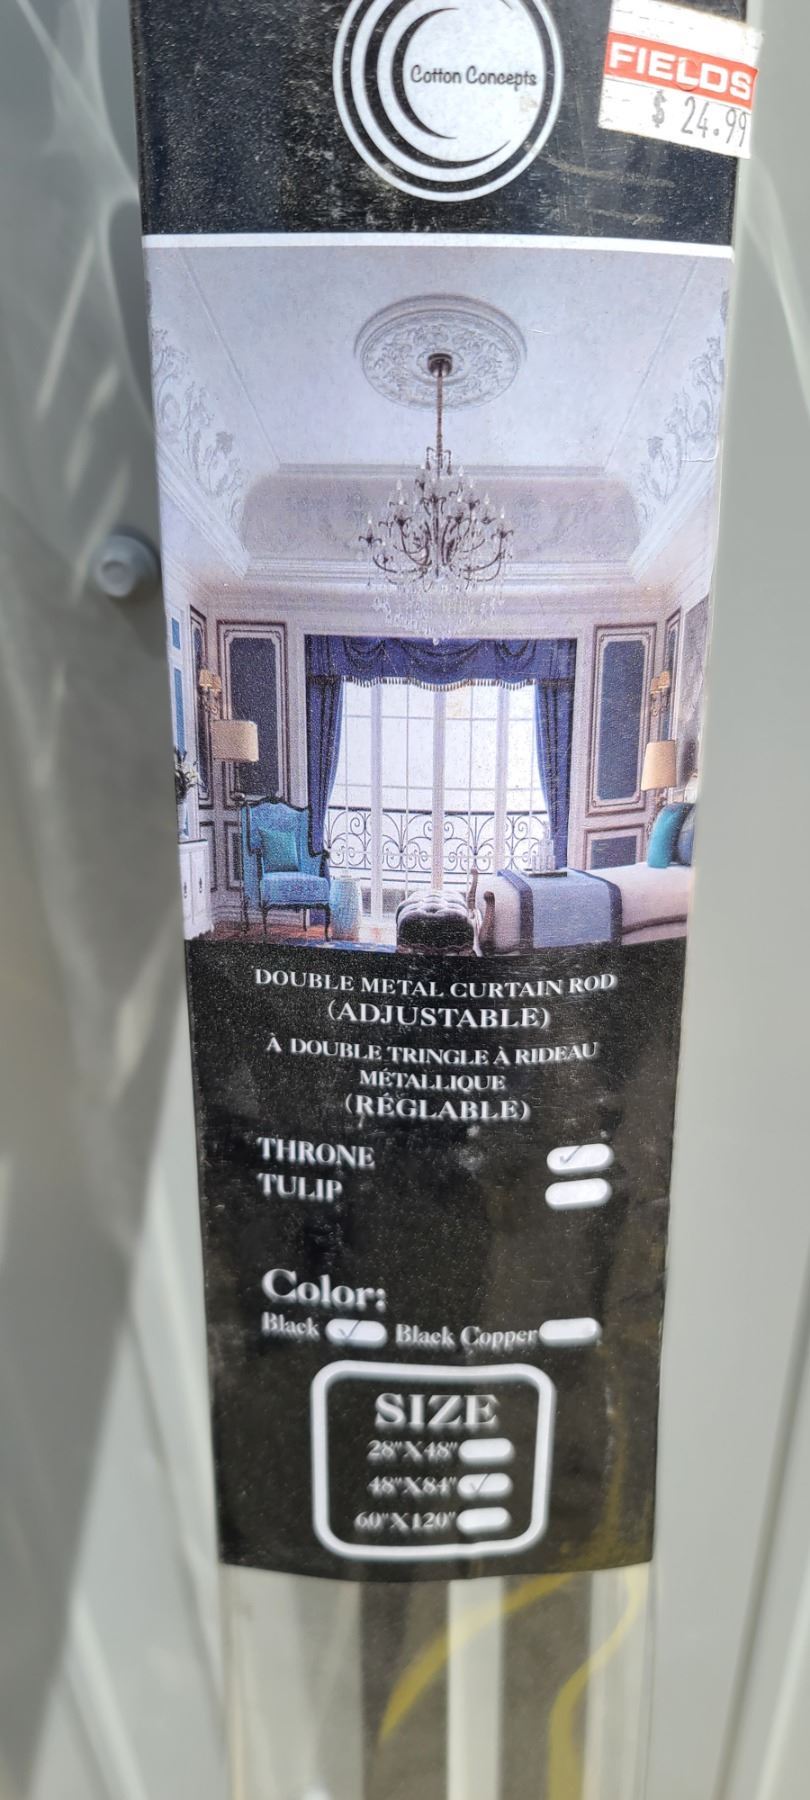 Cotton Concepts
FIELDS
$ 24.99
DOUBLE METAL CURTAIN ROD
(ADJUSTABLE)
À DOUBLE TRINGLE À RIDEAU
MÉTALLIQUE
(RÉGLABLE)
THRONE
TULIP
Color:
Black Black Copper
SIZE
28"X48"
48"X84"
60"X120"